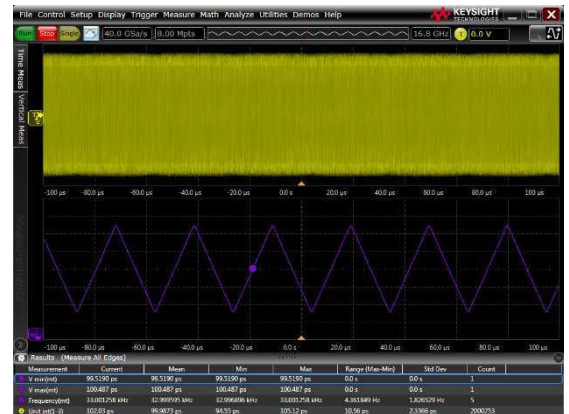 File Control Setup Display Trigger Measure Math Analyze Utilities Demos Help
KEYSIGHT
TECHNOLOGIES
Run Stop Single 40.0 GSa/s 8.00 Mpts 16.8 GHz T 0.0 V
Time Meas
Vertical Meas
Measurements
-100 µs -80.0 µs -60.0 µs -40.0 µs -20.0 µs 0.0 s 20.0 µs 40.0 µs 60.0 µs 80.0 µs 100 µs
-100 µs -80.0 µs -60.0 µs -40.0 µs -20.0 µs 0.0 s 20.0 µs 40.0 µs 60.0 µs 80.0 µs 100 µs
Results (Measure All Edges)
Measurement Current Mean Min Max Range (Max-Min) Std Dev Count
V min(mt) 99.5190 ps 99.5190 ps 99.5190 ps 99.5190 ps 0.0 s 0.0 s 1
V max(mt) 100.487 ps 100.487 ps 100.487 ps 100.487 ps 0.0 s 0.0 s 1
Frequency(mt) 33.001258 kHz 32.999595 kHz 32.996896 kHz 33.001258 kHz 4.361849 Hz 1.826529 Hz 5
Unit int(1-3) 102.03 ps 99.9873 ps 94.55 ps 105.12 ps 10.56 ps 2.3366 ps 2000253